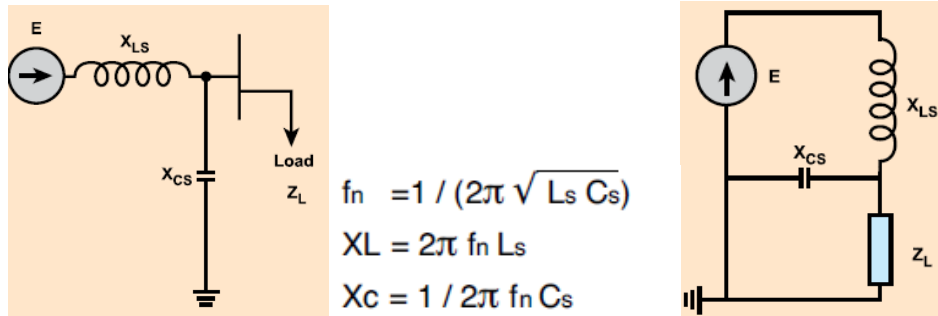 E
XLS
XCS
Load
ZL
fn =1 / (2π √ Ls Cs)
XL = 2π fn Ls
Xc = 1 / 2π fn Cs
E
XLS
XCS
ZL